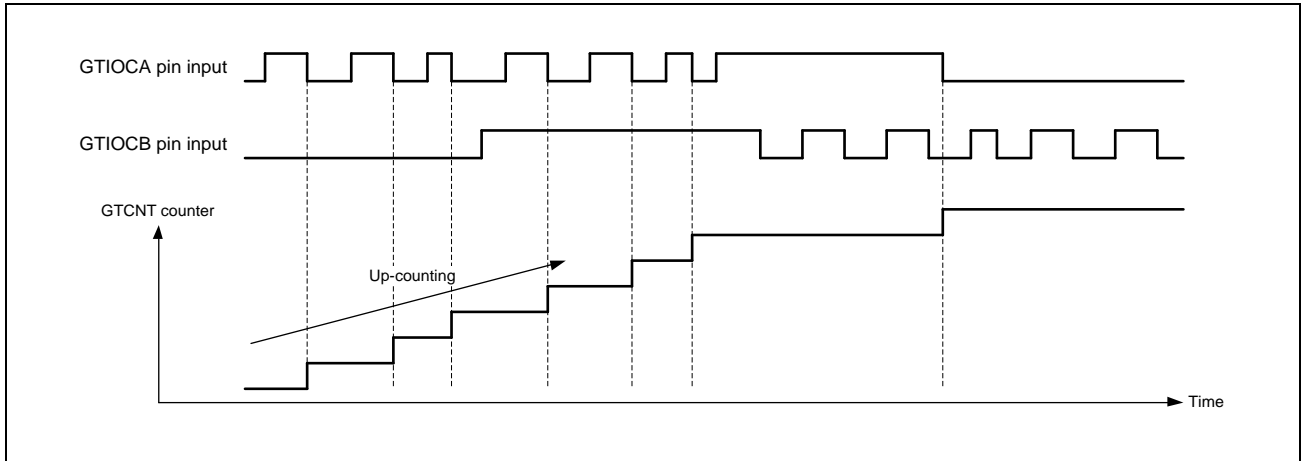 GTIOCA pin input
GTIOCB pin input
GTCNT counter
Up-counting
Time